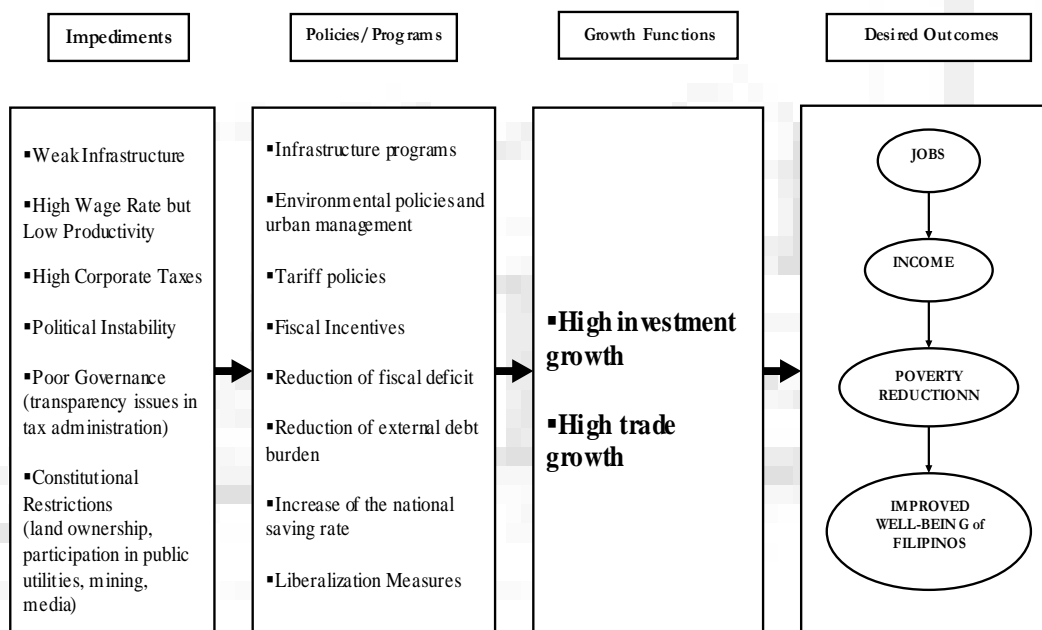 Impediments
Policies/Programs
Growth Functions
Desired Outcomes
▪Weak Infrastructure
▪High Wage Rate but
Low Productivity
▪High Corporate Taxes
▪Political Instability
▪Poor Governance
(transparency issues in
tax administration)
▪Constitutional
Restrictions
(land ownership,
participation in public
utilities, mining,
media)
▪Infrastructure programs
▪Environmental policies and
urban management
▪Tariff policies
▪Fiscal Incentives
▪Reduction of fiscal deficit
▪Reduction of external debt
burden
▪Increase of the national
saving rate
▪Liberalization Measures
▪High investment
growth
▪High trade
growth
JOBS
INCOME
POVERTY
REDUCTIONN
IMPROVED
WELL-BEING of
FILIPINOS